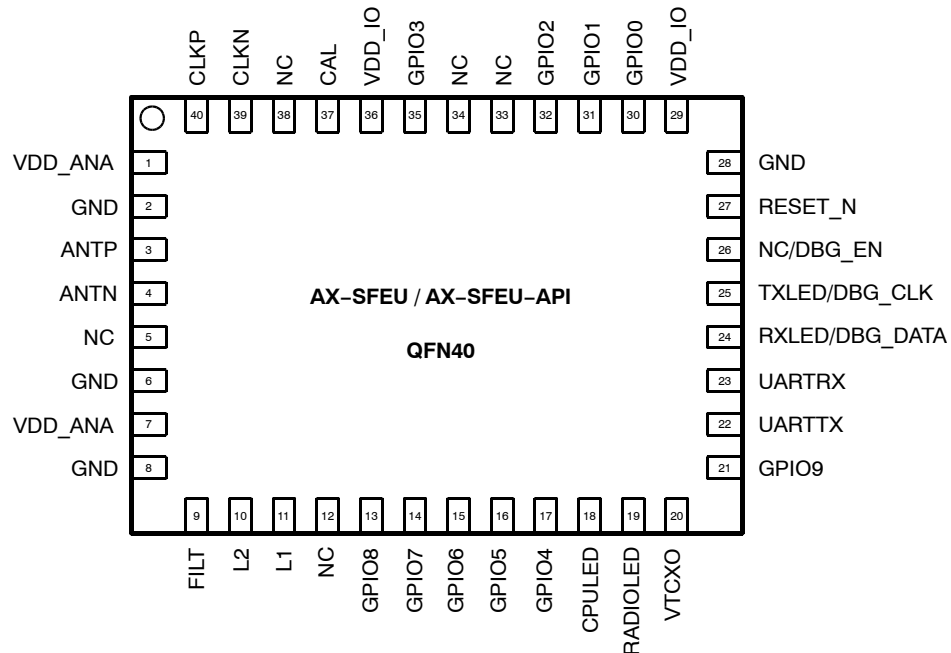 CLKP
CLKN
NC
CAL
VDD_IO
GPIO3
NC
NC
GPIO2
GPIO1
GPIO0
VDD_IO
40
39
38
37
36
35
34
33
32
31
30
29
VDD_ANA 1
GND 2
ANTP 3
ANTN 4
NC 5
GND 6
VDD_ANA 7
GND 8
AX–SFEU / AX–SFEU–API
QFN40
28 GND
27 RESET_N
26 NC/DBG_EN
25 TXLED/DBG_CLK
24 RXLED/DBG_DATA
23 UARTRX
22 UARTTX
21 GPIO9
9
10
11
12
13
14
15
16
17
18
19
20
FILT
L2
L1
NC
GPIO8
GPIO7
GPIO6
GPIO5
GPIO4
CPULED
RADIOLED
VTCXO